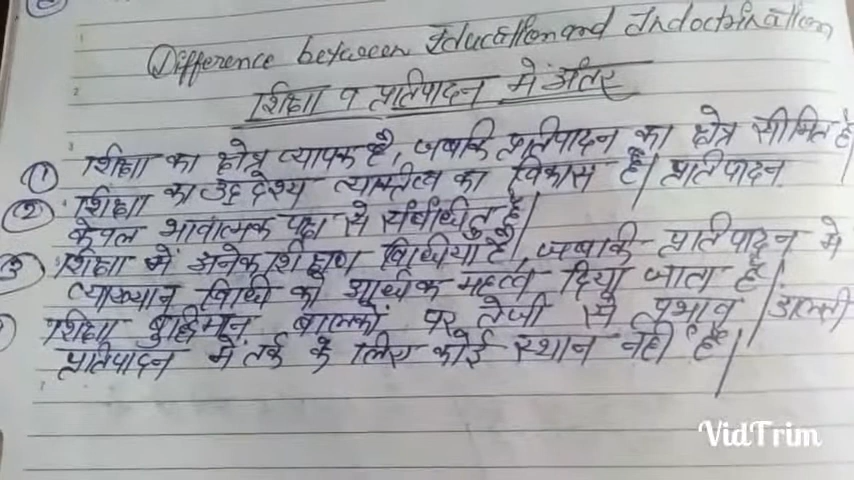 Difference between Education and Indoctrination
शिक्षा व प्रतिपादन में अंतर
① शिक्षा का क्षेत्र व्यापक है, जबकि प्रतिपादन का क्षेत्र सीमित है
② शिक्षा का उद्देश्य व्यक्तित्व का विकास है। प्रतिपादन
केवल भावात्मक पक्ष से संबंधित है।
③ शिक्षा में अनेक शिक्षण विधियाँ है, जबकि प्रतिपादन में
व्याख्यान विधि को अधिक महत्व दिया जाता है।
शिक्षा बुद्धिमान बालकों पर तेजी से प्रभाव डालती
प्रतिपादन में तर्क के लिए कोई स्थान नहीं है।
VidTrim